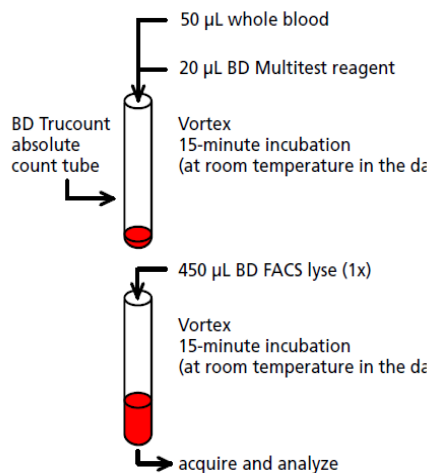 50 µL whole blood
20 µL BD Multitest reagent
BD Trucount
absolute
count tube
Vortex
15-minute incubation
(at room temperature in the
450 µL BD FACS lyse (1x)
Vortex
15-minute incubation
(at room temperature in the
acquire and analyze